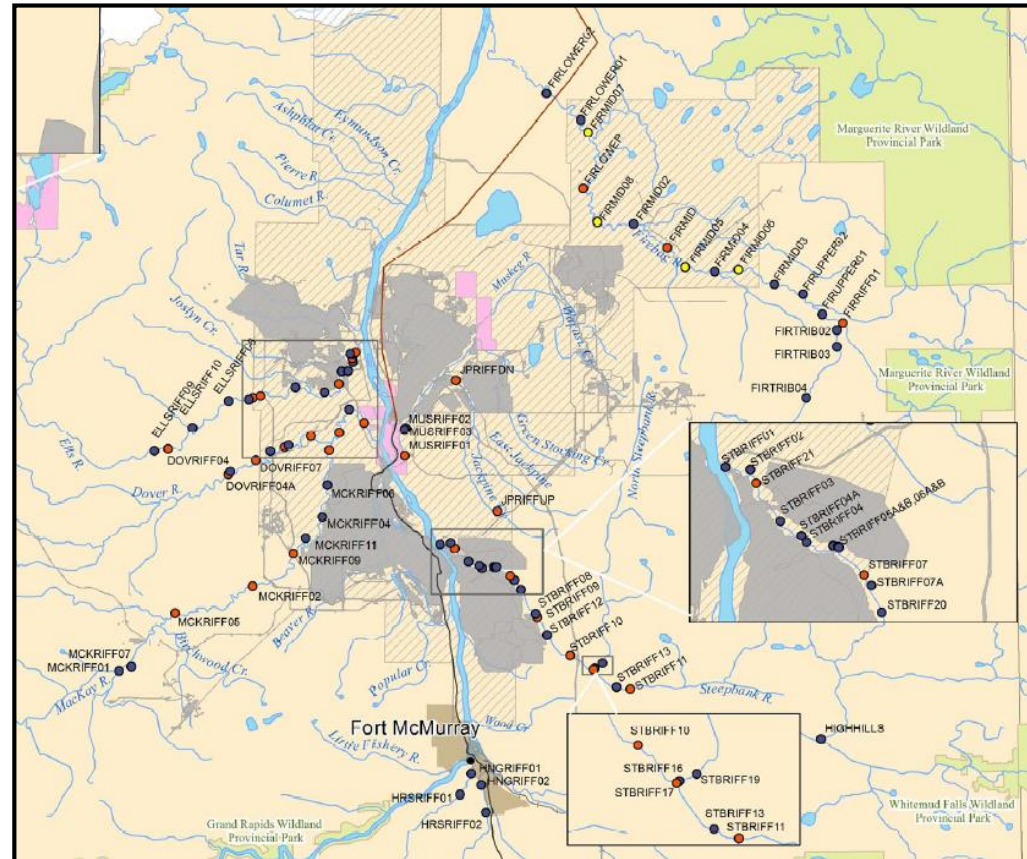 FIRLOWER02
FIRLOWER01
FIRMID07
Eymundson Cr.
Ashphlat Cr.
Pierre R.
Columet R.
Marguerite River Wildland
Provincial Park
FIRLOWEP
FIRMID08
FIRMID02
FIRMID
FIRMID05
FIRMID04
FIRMID06
FIRMID03
FIRUPPER02
FIRUPPER01
FIRRIFF01
Firebag R.
Tar R.
Muskeg R.
Joslyn Cr.
FIRTRIB02
FIRTRIB03
FIRTRIB04
Marguerite River Wildland
Provincial Park
ELLSRIFF09
ELLSRIFF10
JPRIFFDN
MUSRIFF02
MUSRIFF03
MUSRIFF01
Green Stocking Cr.
East Jackpine
Jackpine
North Steepbank R.
Ells R.
DOVRIFF04
DOVRIFF07
DOVRIFF04A
Dover R.
JPRIFFUP
MCKRIFF06
MCKRIFF04
MCKRIFF11
MCKRIFF09
MCKRIFF02
MCKRIFF05
MCKRIFF07
MCKRIFF01
MacKay R.
Birchwood Cr.
Beaver R.
Popular Cr.
STBRIFF01
STBRIFF02
STBRIFF21
STBRIFF03
STBRIFF04A
STBRIFF04
STBRIFF05A&B,06A&B
STBRIFF07
STBRIFF07A
STBRIFF20
STBRIFF08
STBRIFF09
STBRIFF12
STBRIFF10
STBRIFF13
STBRIFF11
Steepbank R.
Wood Cr
Fort McMurray
Little Fishery R.
HNGRIFF01
HNGRIFF02
HRSRIFF01
HRSRIFF02
STBRIFF10
STBRIFF16
STBRIFF17
STBRIFF19
STBRIFF13
STBRIFF11
HIGHHILLS
Whitemud Falls Wildland
Provincial Park
Grand Rapids Wildland
Provincial Park